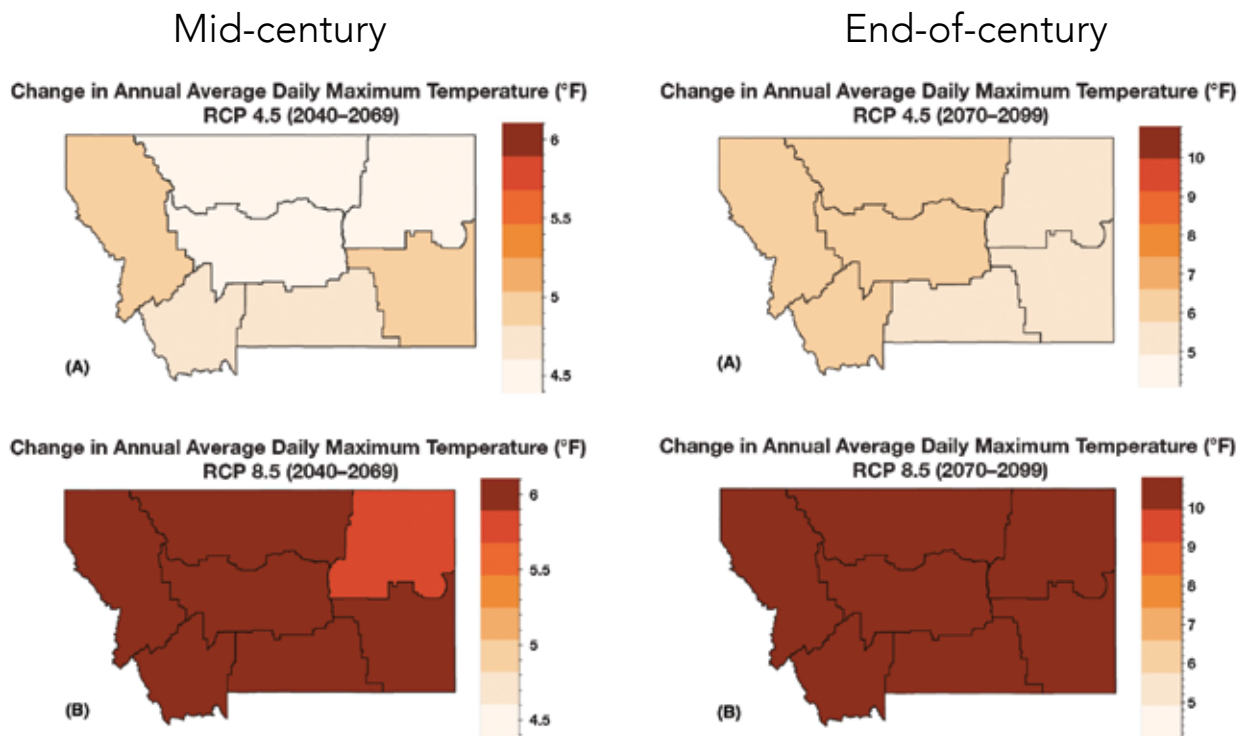 Mid-century
End-of-century
Change in Annual Average Daily Maximum Temperature (°F)
RCP 4.5 (2040–2069)
6
5.5
5
4.5
(A)
Change in Annual Average Daily Maximum Temperature (°F)
RCP 4.5 (2070–2099)
10
9
8
7
6
5
(A)
Change in Annual Average Daily Maximum Temperature (°F)
RCP 8.5 (2040–2069)
6
5.5
5
4.5
(B)
Change in Annual Average Daily Maximum Temperature (°F)
RCP 8.5 (2070–2099)
10
9
8
7
6
5
(B)